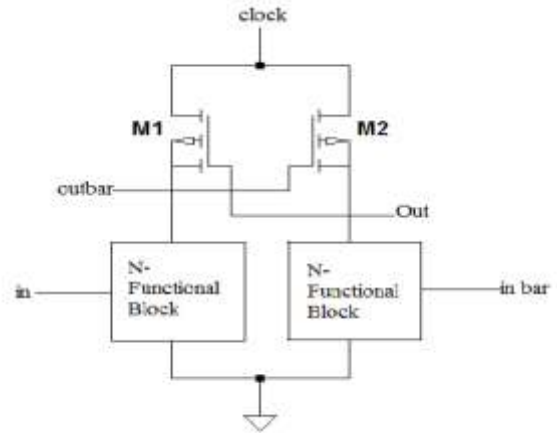 clock
M1
M2
outbar
Out
N-
Functional
Block
N-
Functional
Block
in
in bar